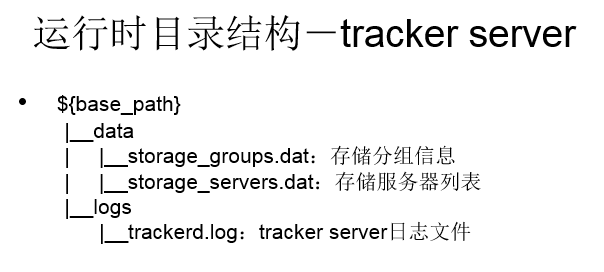 运行时目录结构－tracker server
• ${base_path}
|__data
| |__storage_groups.dat：存储分组信息
| |__storage_servers.dat：存储服务器列表
|__logs
|__trackerd.log：tracker server日志文件